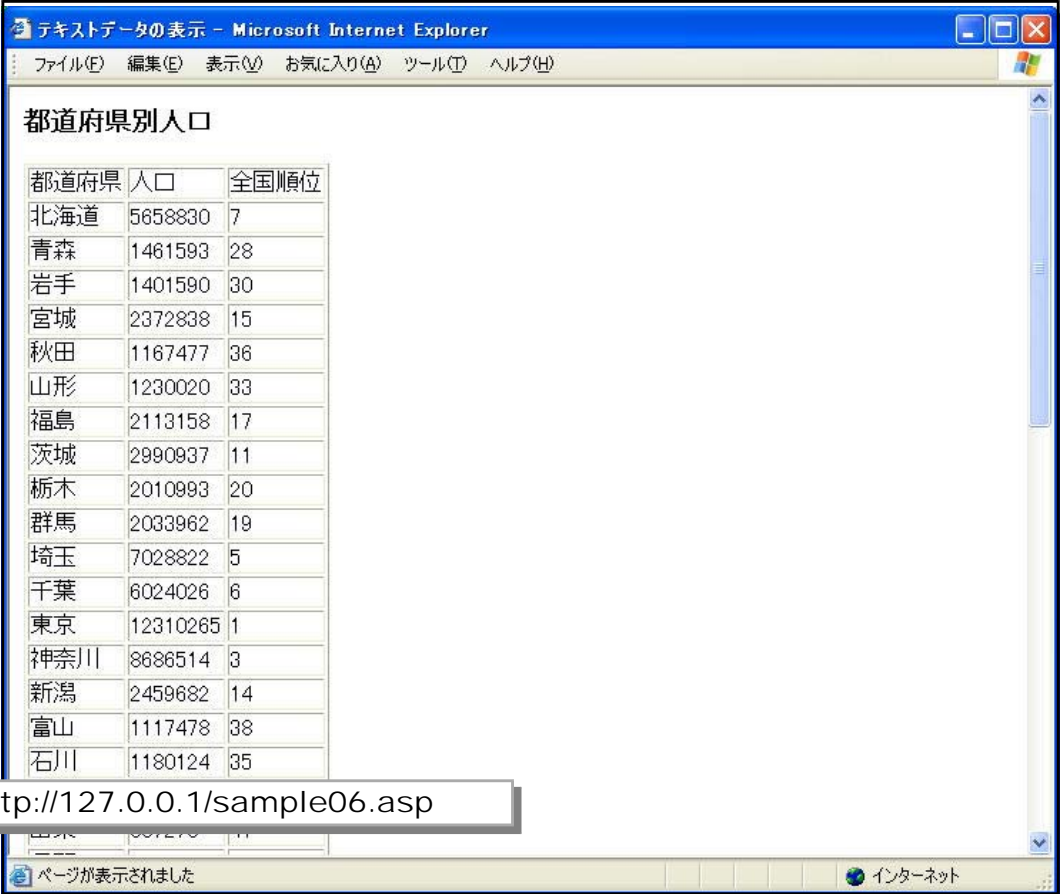 テキストデータの表示 - Microsoft Internet Explorer
ファイル(F) 編集(E) 表示(V) お気に入り(A) ツール(T) ヘルプ(H)
都道府県別人口
都道府県 人口 全国順位
北海道 5658830 7
青森 1461593 28
岩手 1401590 30
宮城 2372838 15
秋田 1167477 36
山形 1230020 33
福島 2113158 17
茨城 2990937 11
栃木 2010993 20
群馬 2033962 19
埼玉 7028822 5
千葉 6024026 6
東京 12310265 1
神奈川 8686514 3
新潟 2459682 14
富山 1117478 38
石川 1180124 35
tp://127.0.0.1/sample06.asp
ページが表示されました インターネット